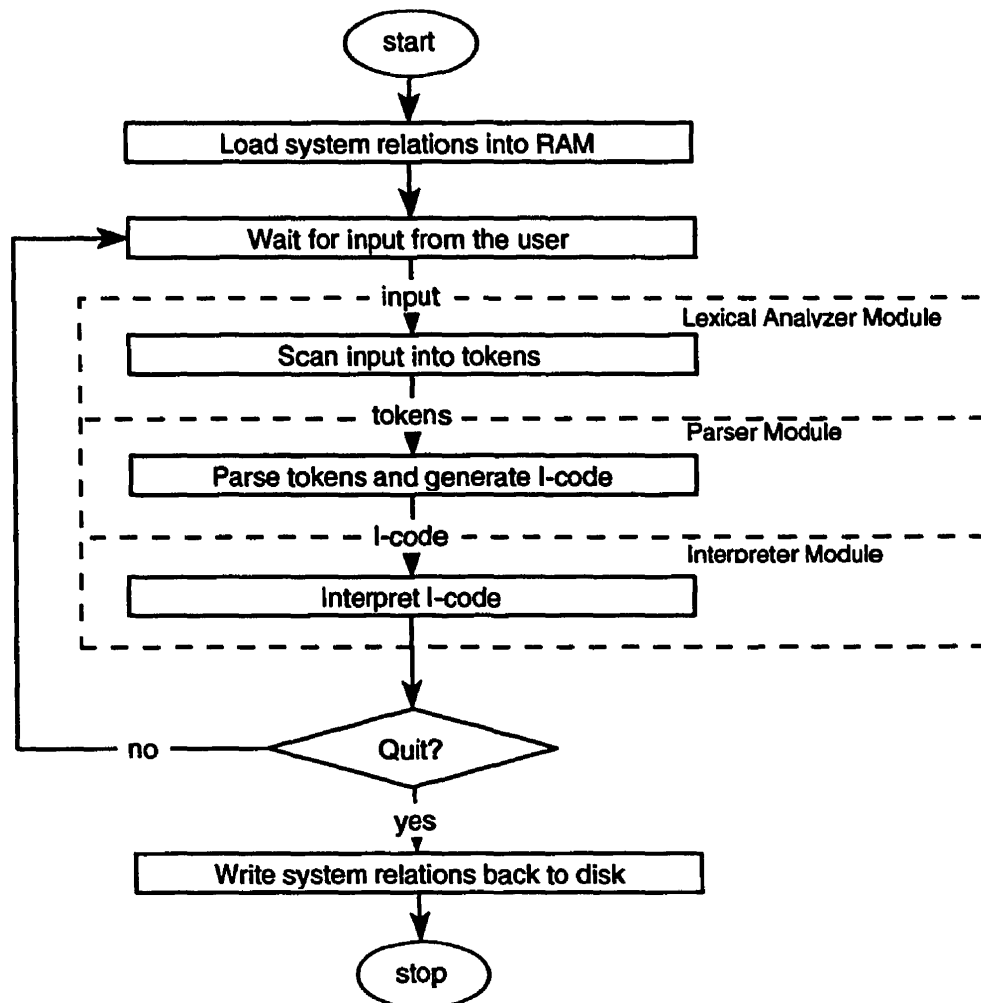 start
Load system relations into RAM
Wait for input from the user
input
Lexical Analyzer Module
Scan input into tokens
tokens
Parser Module
Parse tokens and generate I-code
I-code
Interpreter Module
Interpret I-code
Quit?
no
yes
Write system relations back to disk
stop